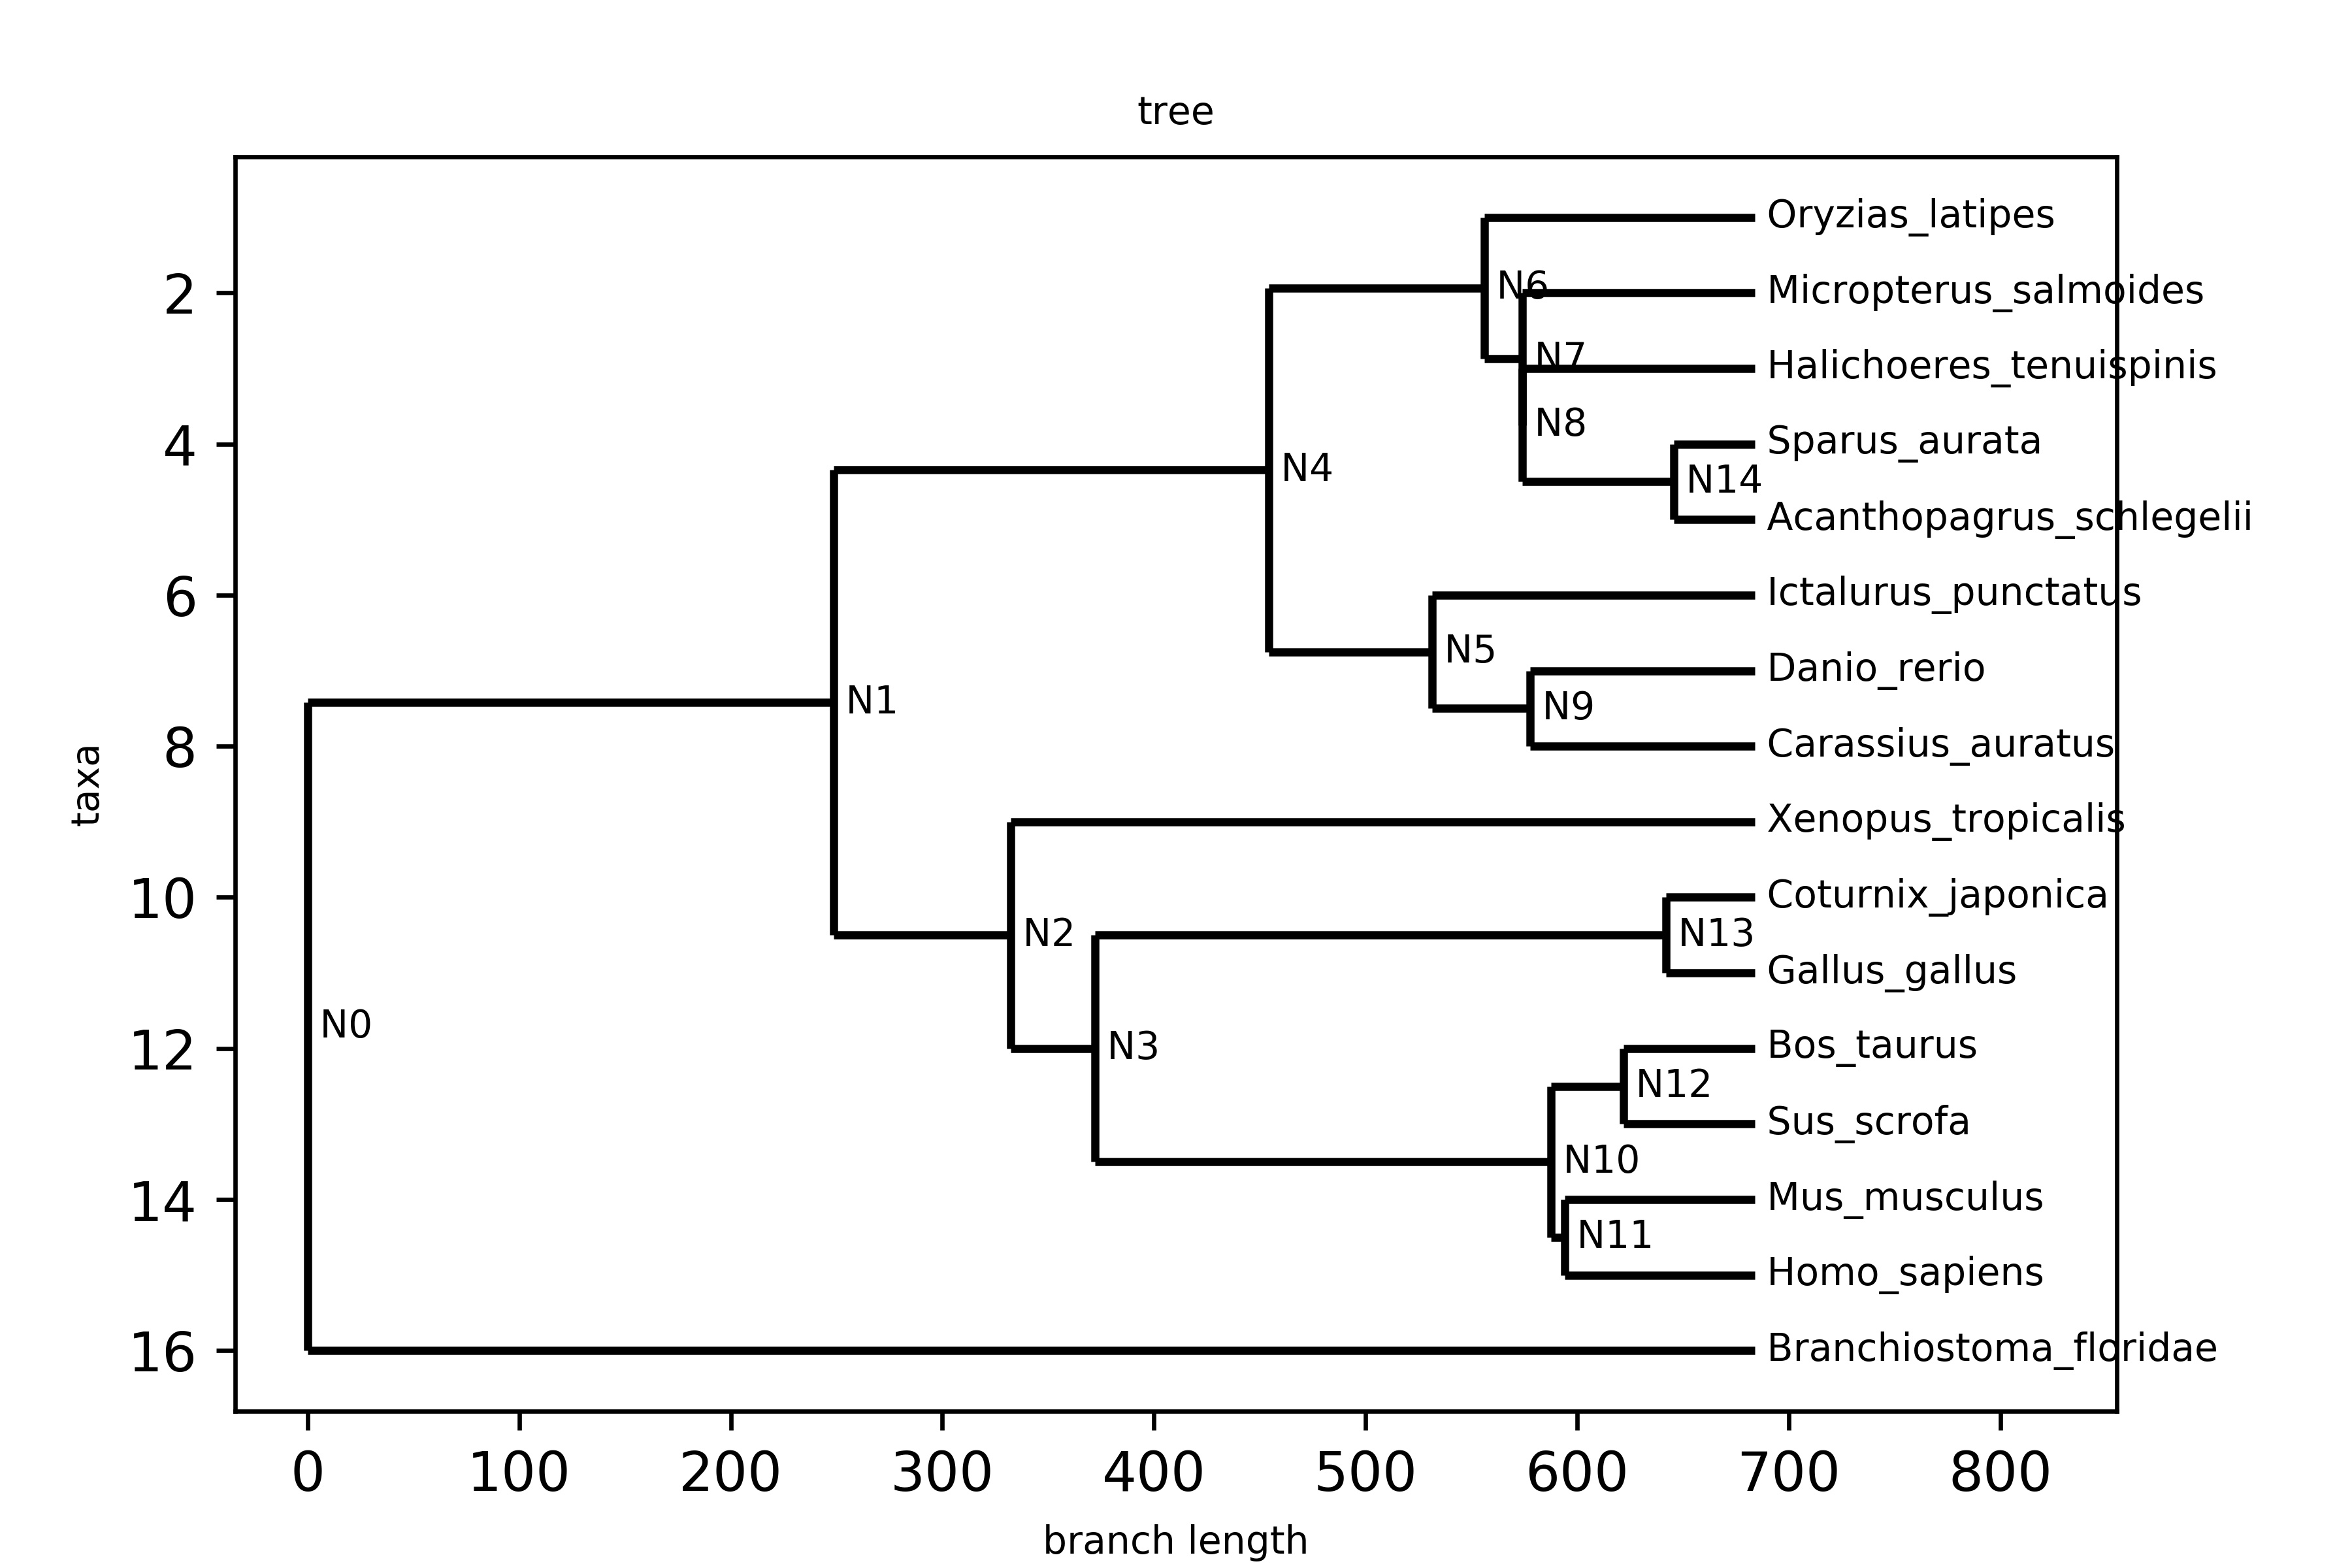 tree
Oryzias_latipes
N6
2
Micropterus_salmoides
N7
Halichoeres_tenuispinis
N8
4
Sparus_aurata
N4
N14
Acanthopagrus_schlegelii
6
Ictalurus_punctatus
N5
Danio_rerio
N1
N9
8
Carassius_auratus
taxa
Xenopus_tropicalis
10
Coturnix_japonica
N2
N13
Gallus_gallus
N0
12
N3
Bos_taurus
N12
Sus_scrofa
N10
14
Mus_musculus
N11
Homo_sapiens
16
Branchiostoma_floridae
0 100 200 300 400 500 600 700 800
branch length